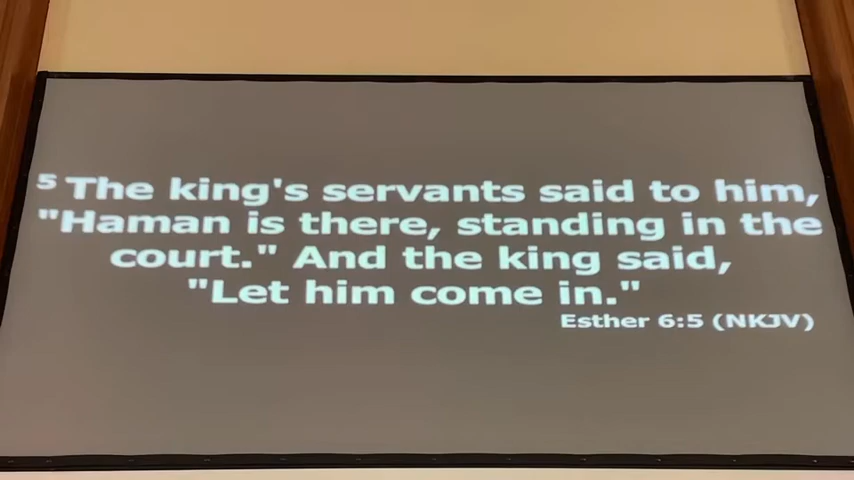 ⁵ The king's servants said to him,
"Haman is there, standing in the
court." And the king said,
"Let him come in."
Esther 6:5 (NKJV)